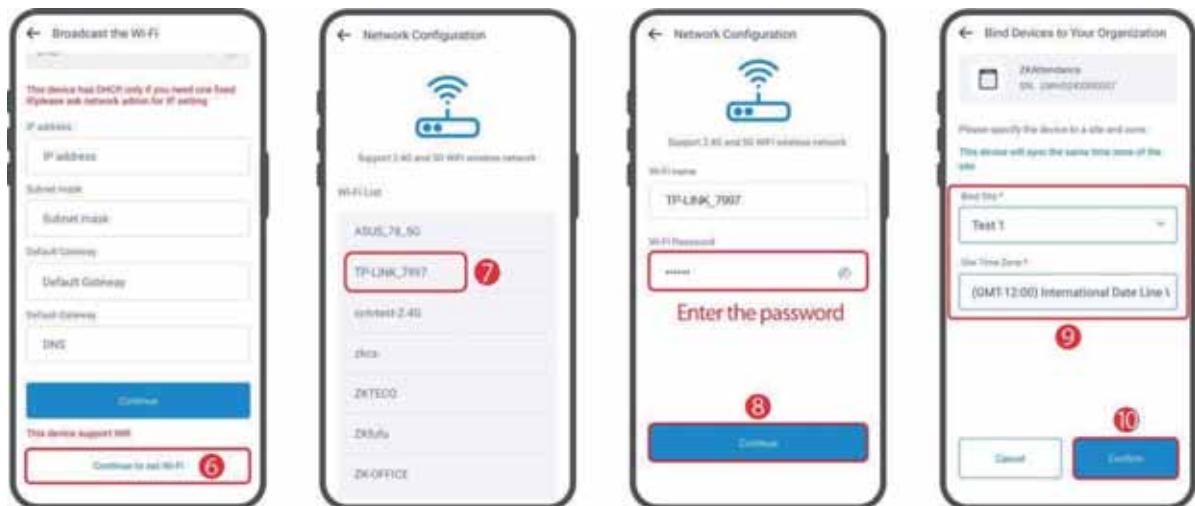 ← Broadcast the Wi-Fi
This device has DHCP only if you need one fixed
IP,please ask network admin for IP setting
IP address
IP address
Subnet mask
Subnet mask
Default Gateway
Default Gateway
Default Gateway
DNS
Continue
This device support Wifi
Continue to set Wi-Fi
6
← Network Configuration
Support 2.4G and 5G WIFI wireless network
Wi-Fi List
ASUS_78_5G
TP-LINK_7997
7
zkca
ZKTECO
ZKfufu
ZK-OFFICE
← Network Configuration
Support 2.4G and 5G WIFI wireless network
Wi-Fi name
TP-LINK_7997
Wi-Fi Password
••••••
Enter the password
8
Continue
← Bind Devices to Your Organization
ZKAttendance
SN:
Please specify the device to a site and zone.
This device will sync the same time zone of the
site
Bind Site *
Test 1
Site Time Zone *
(GMT-12:00) International Date Line W
9
10
Cancel
Confirm